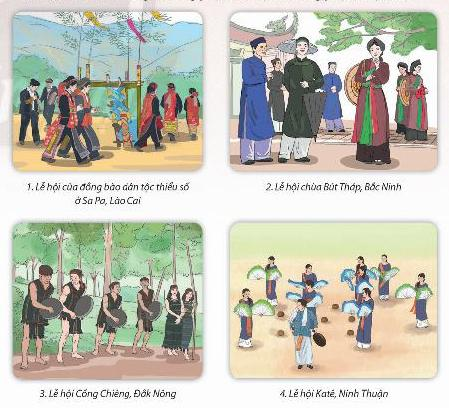 1. Lễ hội của đồng bào dân tộc thiểu số
ở Sa Pa, Lào Cai
2. Lễ hội chùa Bút Tháp, Bắc Ninh
3. Lễ hội Cồng Chiêng, Đắk Nông
4. Lễ hội Katê, Ninh Thuận